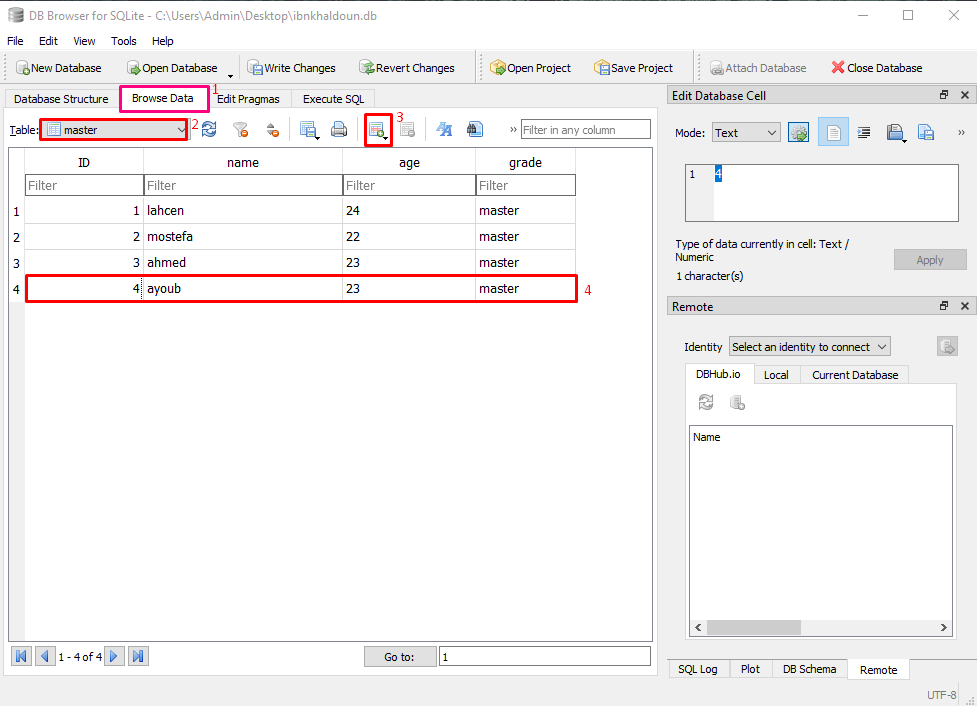 DB Browser for SQLite - C:\Users\Admin\Desktop\ibnkhaldoun.db
File Edit View Tools Help
New Database Open Database Write Changes Revert Changes Open Project Save Project Attach Database Close Database
Database Structure Browse Data 1 Edit Pragmas Execute SQL
Table: master 2 3 » Filter in any column
ID name age grade
Filter Filter Filter Filter
1 1 lahcen 24 master
2 2 mostefa 22 master
3 3 ahmed 23 master
4 4 ayoub 23 master 4
1 - 4 of 4 Go to: 1
Edit Database Cell
Mode: Text »
1 4
Type of data currently in cell: Text /
Numeric
1 character(s)
Apply
Remote
Identity Select an identity to connect
DBHub.io Local Current Database
Name
SQL Log Plot DB Schema Remote
UTF-8